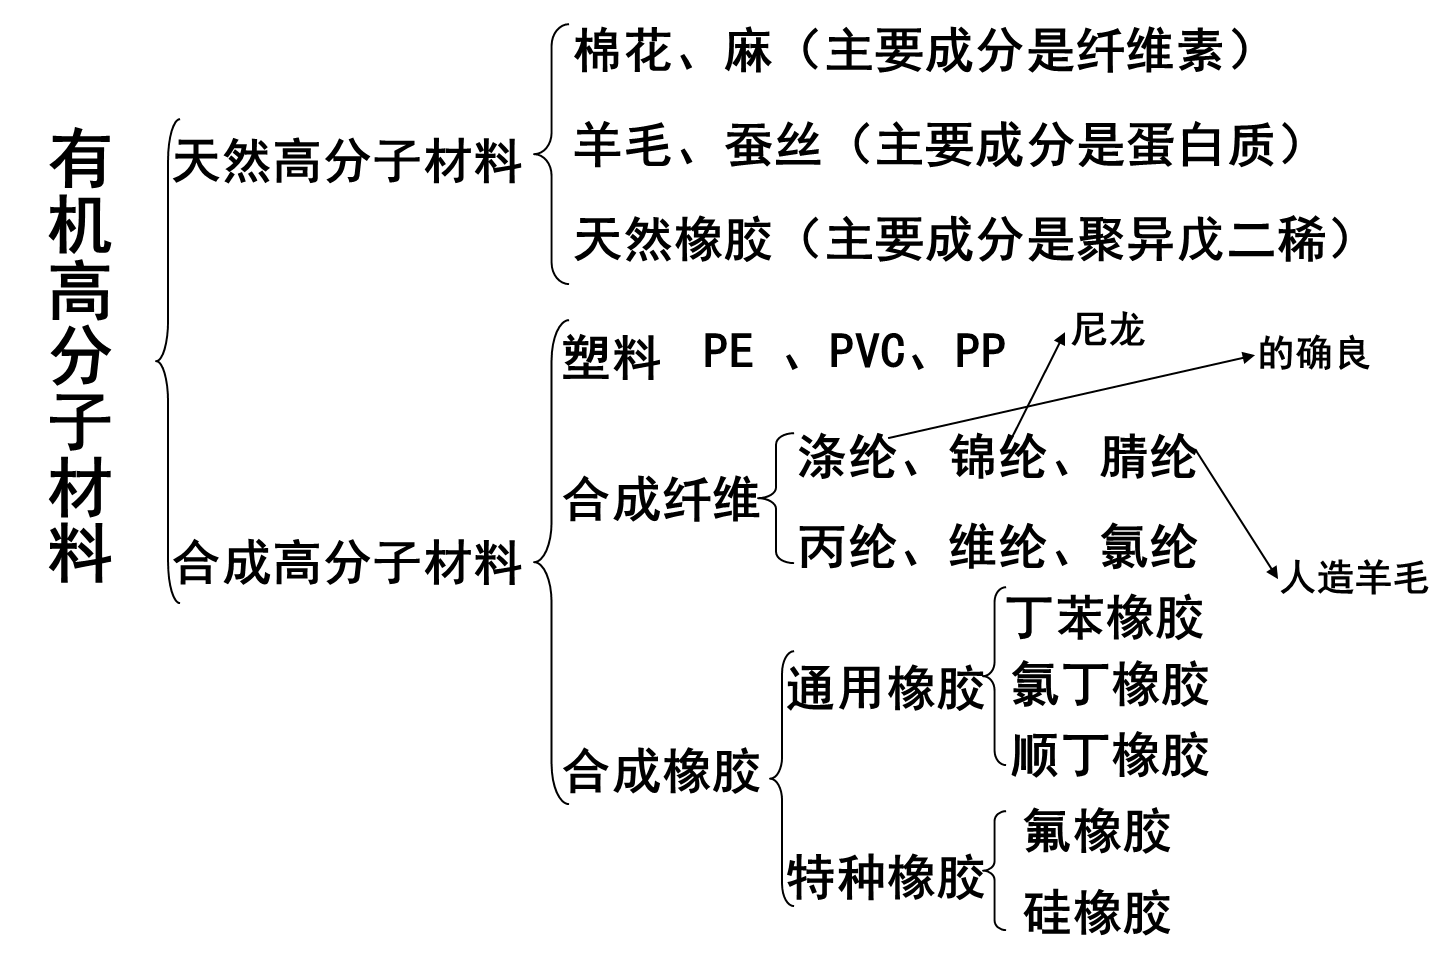 有机高分子材料
天然高分子材料
棉花、麻（主要成分是纤维素）
羊毛、蚕丝（主要成分是蛋白质）
天然橡胶（主要成分是聚异戊二稀）
合成高分子材料
塑料 PE 、PVC、PP
尼龙
的确良
合成纤维
涤纶、锦纶、腈纶
丙纶、维纶、氯纶
人造羊毛
合成橡胶
通用橡胶
丁苯橡胶
氯丁橡胶
顺丁橡胶
特种橡胶
氟橡胶
硅橡胶